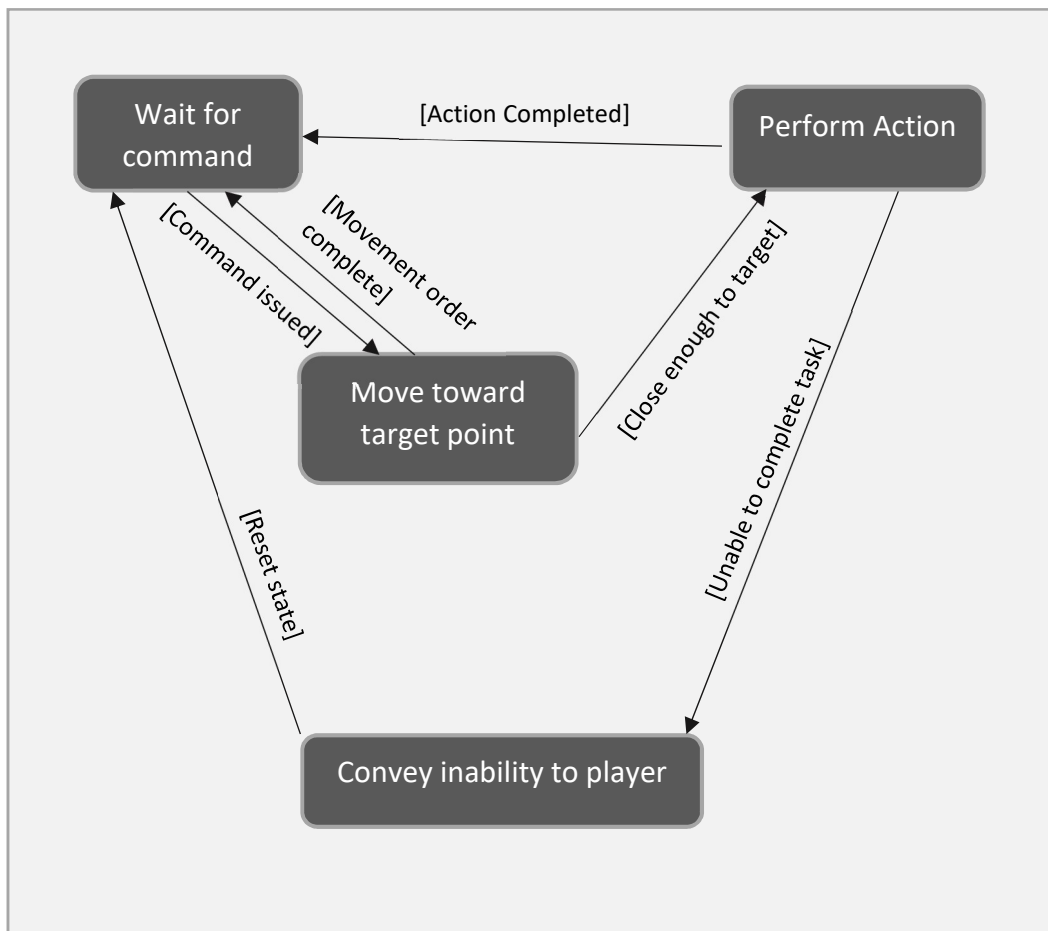 Wait for
command
[Action Completed]
Perform Action
[Command issued]
[Movement order
complete]
[Close enough to target]
Move toward
target point
[Unable to complete task]
[Reset state]
Convey inability to player